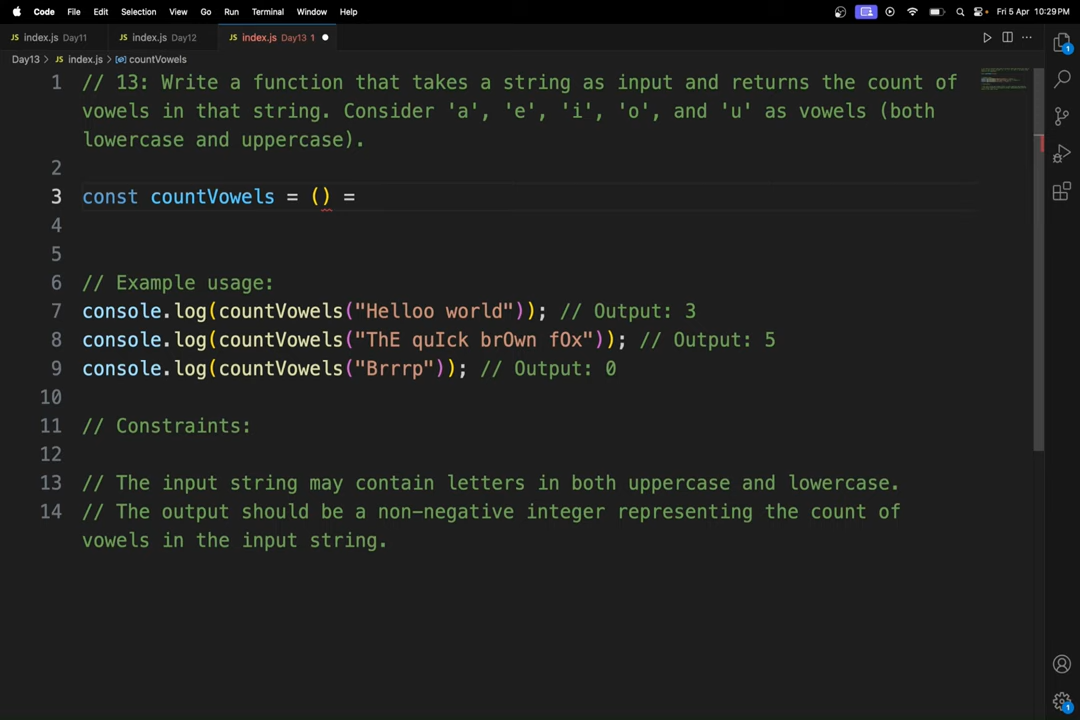 Code File Edit Selection View Go Run Terminal Window Help Fri 5 Apr 10:29 PM
JS index.js Day11 JS index.js Day12 JS index.js Day13 1
Day13 > JS index.js > countVowels
1 // 13: Write a function that takes a string as input and returns the count of
vowels in that string. Consider 'a', 'e', 'i', 'o', and 'u' as vowels (both
lowercase and uppercase).
2
3 const countVowels = () =
4
5
6 // Example usage:
7 console.log(countVowels("Helloo world")); // Output: 3
8 console.log(countVowels("ThE quIck brOwn fOx")); // Output: 5
9 console.log(countVowels("Brrrp")); // Output: 0
10
11 // Constraints:
12
13 // The input string may contain letters in both uppercase and lowercase.
14 // The output should be a non-negative integer representing the count of
vowels in the input string.
1
1